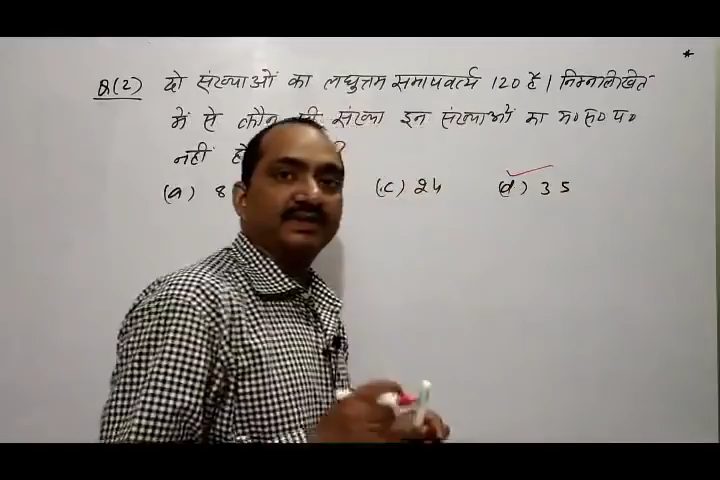 Q(2) दो संख्याओं का लघुत्तम समापवर्त्य 120 है। निम्नलिखित
में से कौन सी संख्या इन संख्याओं का म०स०प०
नहीं
(a) 8 (c) 24 (d) 35